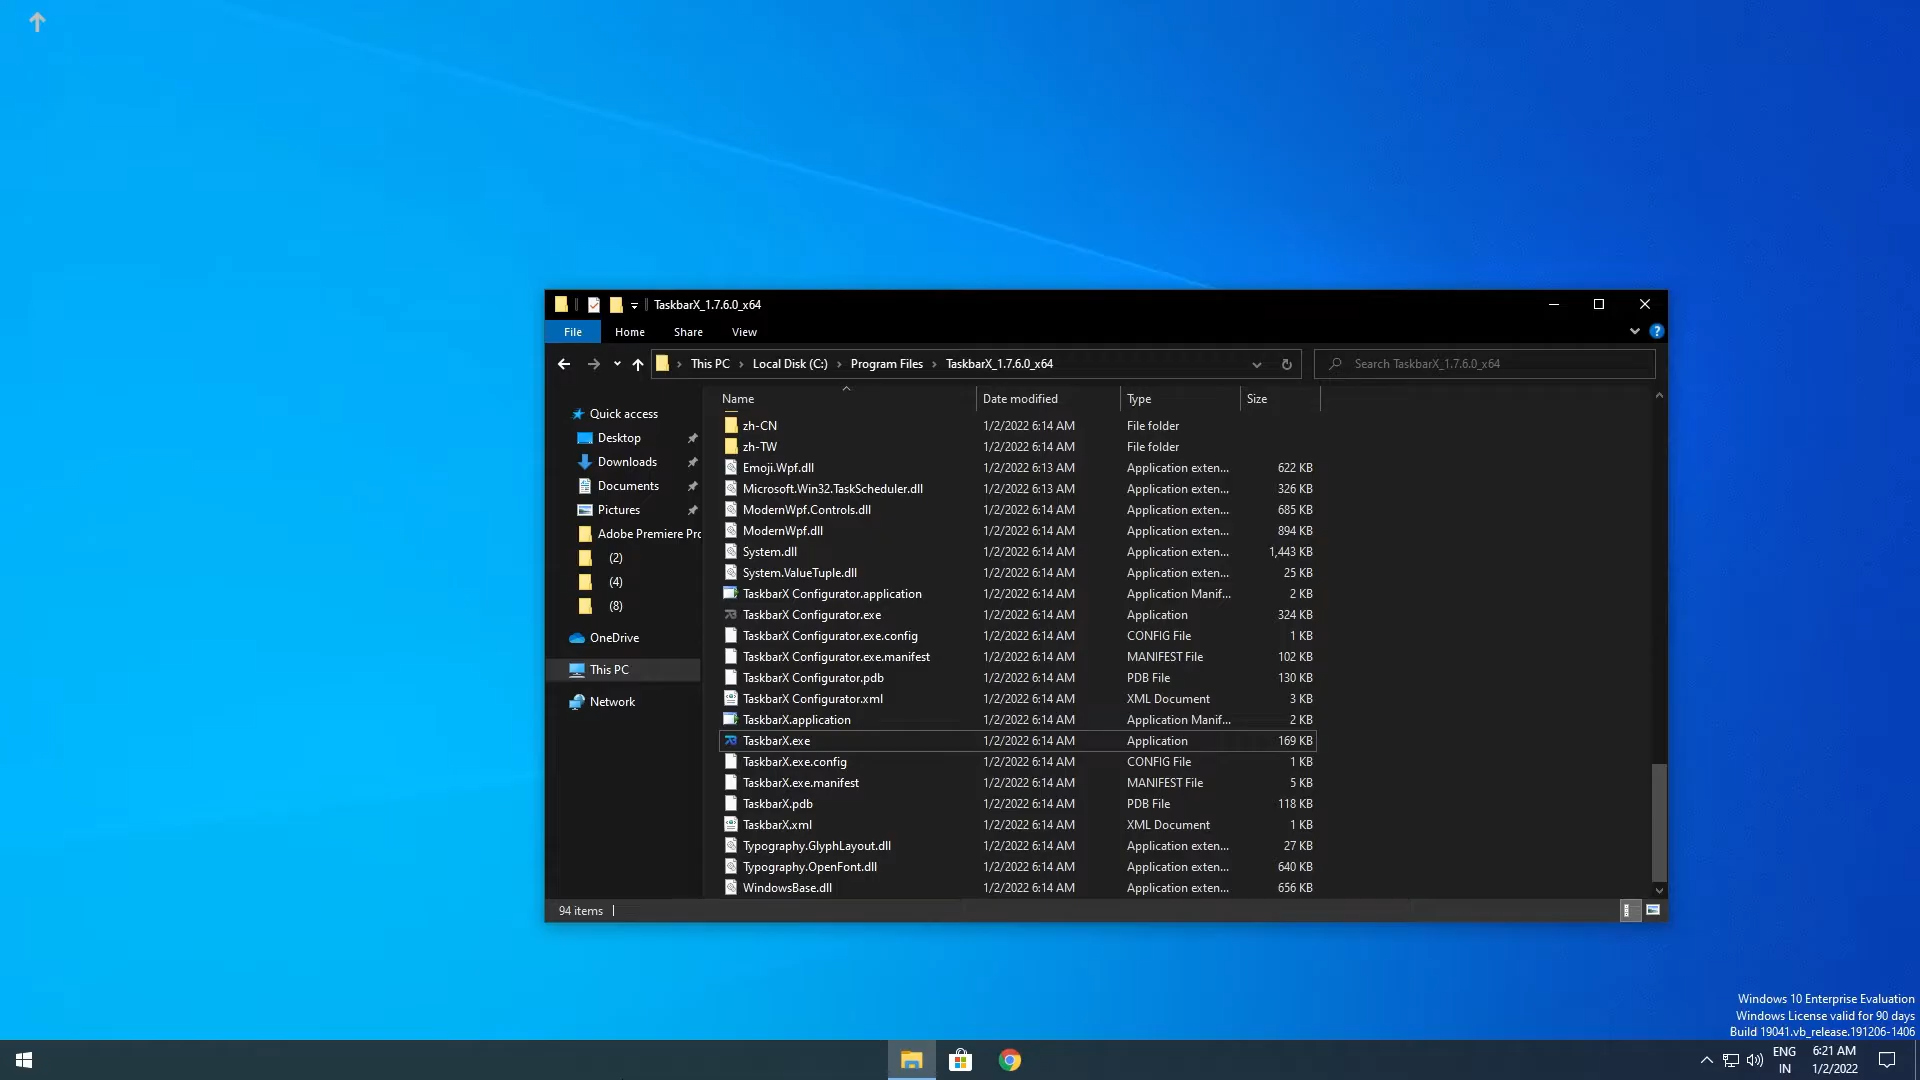 TaskbarX_1.7.6.0_x64
File Home Share View
This PC Local Disk (C:) Program Files TaskbarX_1.7.6.0_x64 Search TaskbarX_1.7.6.0_x64
Quick access
Desktop
Downloads
Documents
Pictures
Adobe Premiere Pro
(2)
(4)
(8)
OneDrive
This PC
Network
Name Date modified Type Size
zh-CN 1/2/2022 6:14 AM File folder
zh-TW 1/2/2022 6:14 AM File folder
Emoji.Wpf.dll 1/2/2022 6:13 AM Application exten... 622 KB
Microsoft.Win32.TaskScheduler.dll 1/2/2022 6:13 AM Application exten... 326 KB
ModernWpf.Controls.dll 1/2/2022 6:14 AM Application exten... 685 KB
ModernWpf.dll 1/2/2022 6:14 AM Application exten... 894 KB
System.dll 1/2/2022 6:14 AM Application exten... 1,443 KB
System.ValueTuple.dll 1/2/2022 6:14 AM Application exten... 25 KB
TaskbarX Configurator.application 1/2/2022 6:14 AM Application Manif... 2 KB
TaskbarX Configurator.exe 1/2/2022 6:14 AM Application 324 KB
TaskbarX Configurator.exe.config 1/2/2022 6:14 AM CONFIG File 1 KB
TaskbarX Configurator.exe.manifest 1/2/2022 6:14 AM MANIFEST File 102 KB
TaskbarX Configurator.pdb 1/2/2022 6:14 AM PDB File 130 KB
TaskbarX Configurator.xml 1/2/2022 6:14 AM XML Document 3 KB
TaskbarX.application 1/2/2022 6:14 AM Application Manif... 2 KB
TaskbarX.exe 1/2/2022 6:14 AM Application 169 KB
TaskbarX.exe.config 1/2/2022 6:14 AM CONFIG File 1 KB
TaskbarX.exe.manifest 1/2/2022 6:14 AM MANIFEST File 5 KB
TaskbarX.pdb 1/2/2022 6:14 AM PDB File 118 KB
TaskbarX.xml 1/2/2022 6:14 AM XML Document 1 KB
Typography.GlyphLayout.dll 1/2/2022 6:14 AM Application exten... 27 KB
Typography.OpenFont.dll 1/2/2022 6:14 AM Application exten... 640 KB
WindowsBase.dll 1/2/2022 6:14 AM Application exten... 656 KB
94 items
Windows 10 Enterprise Evaluation
Windows License valid for 90 days
Build 19041.vb_release.191206-1406
ENG 6:21 AM
IN 1/2/2022